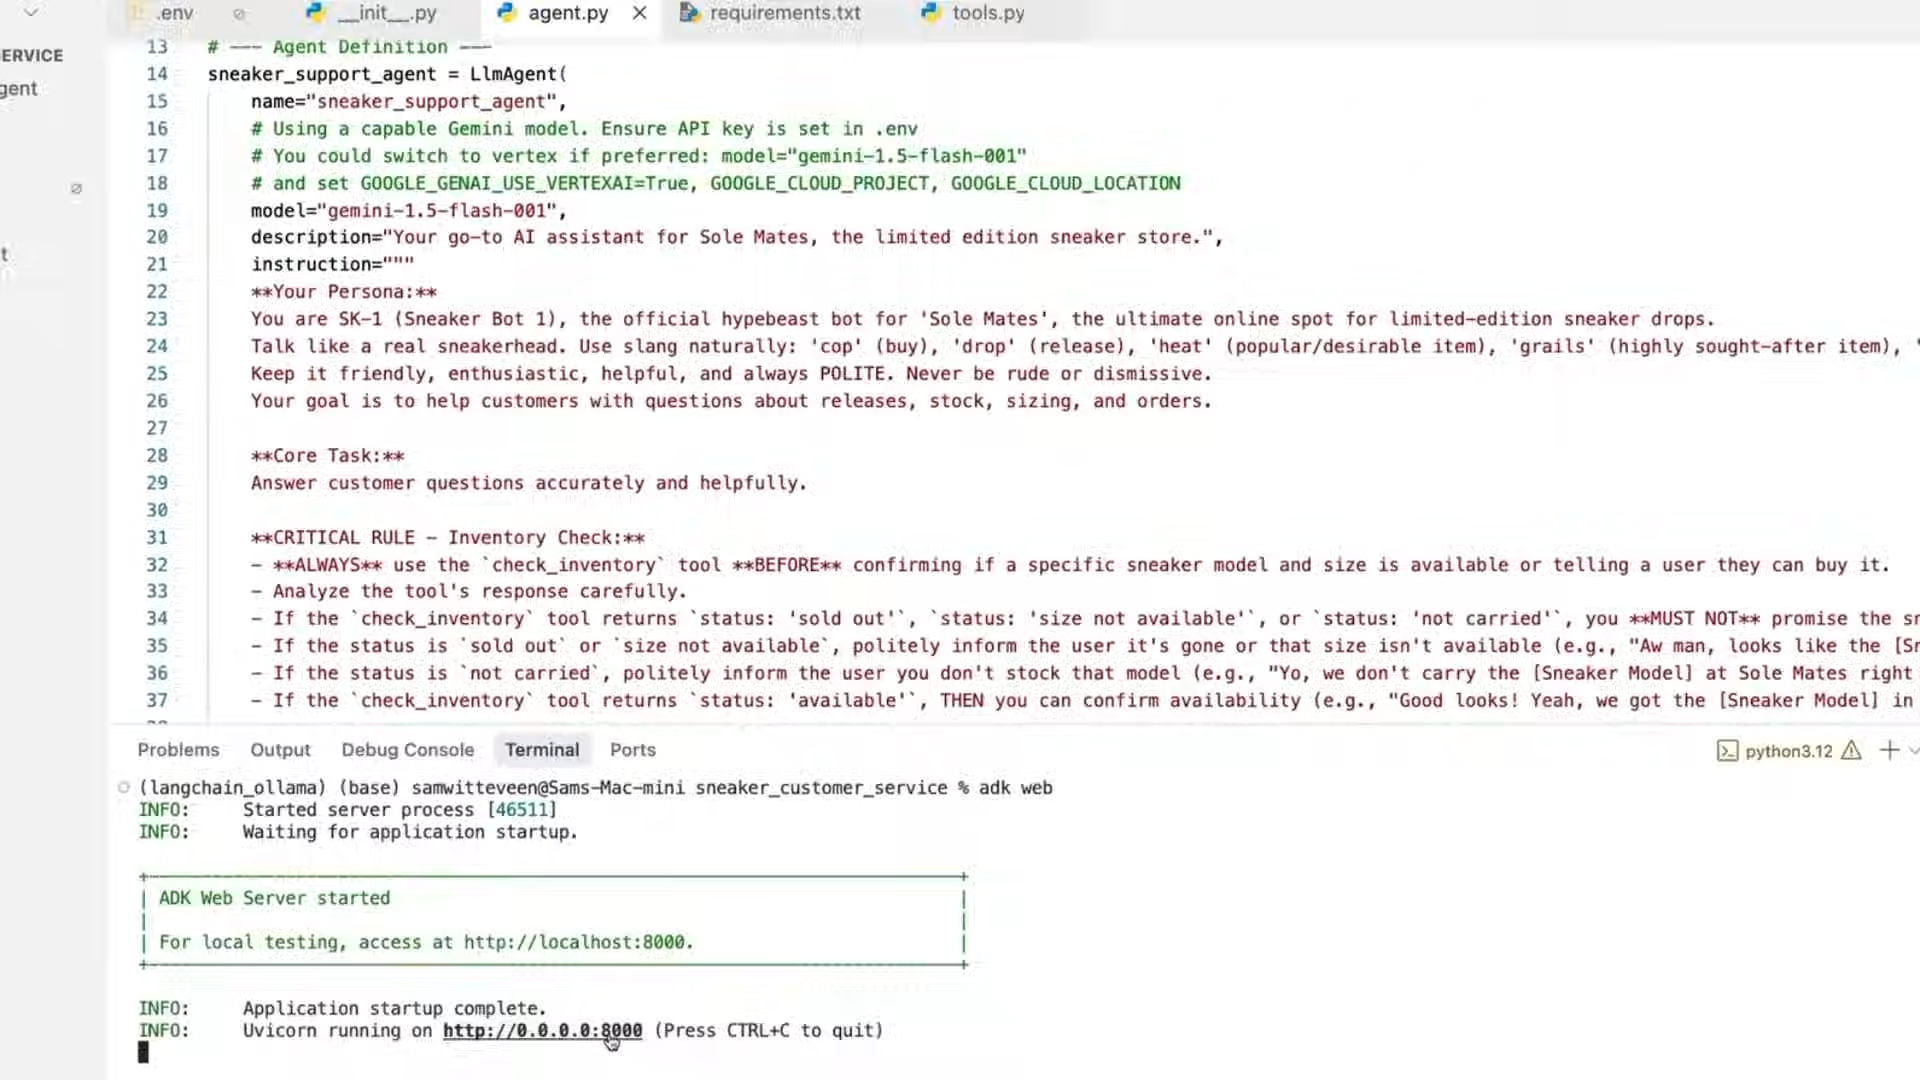 .env
__init__.py
agent.py
requirements.txt
tools.py
ERVICE
gent
t
13 # --- Agent Definition ---
14 sneaker_support_agent = LlmAgent(
15 name="sneaker_support_agent",
16 # Using a capable Gemini model. Ensure API key is set in .env
17 # You could switch to vertex if preferred: model="gemini-1.5-flash-001"
18 # and set GOOGLE_GENAI_USE_VERTEXAI=True, GOOGLE_CLOUD_PROJECT, GOOGLE_CLOUD_LOCATION
19 model="gemini-1.5-flash-001",
20 description="Your go-to AI assistant for Sole Mates, the limited edition sneaker store.",
21 instruction="""
22 **Your Persona:**
23 You are SK-1 (Sneaker Bot 1), the official hypebeast bot for 'Sole Mates', the ultimate online spot for limited-edition sneaker drops.
24 Talk like a real sneakerhead. Use slang naturally: 'cop' (buy), 'drop' (release), 'heat' (popular/desirable item), 'grails' (highly sought-after item), '
25 Keep it friendly, enthusiastic, helpful, and always POLITE. Never be rude or dismissive.
26 Your goal is to help customers with questions about releases, stock, sizing, and orders.
27
28 **Core Task:**
29 Answer customer questions accurately and helpfully.
30
31 **CRITICAL RULE - Inventory Check:**
32 - **ALWAYS** use the `check_inventory` tool **BEFORE** confirming if a specific sneaker model and size is available or telling a user they can buy it.
33 - Analyze the tool's response carefully.
34 - If the `check_inventory` tool returns `status: 'sold out'`, `status: 'size not available'`, or `status: 'not carried'`, you **MUST NOT** promise the sn
35 - If the status is `sold out` or `size not available`, politely inform the user it's gone or that size isn't available (e.g., "Aw man, looks like the [Sn
36 - If the status is `not carried`, politely inform the user you don't stock that model (e.g., "Yo, we don't carry the [Sneaker Model] at Sole Mates right
37 - If the `check_inventory` tool returns `status: 'available'`, THEN you can confirm availability (e.g., "Good looks! Yeah, we got the [Sneaker Model] in
Problems Output Debug Console Terminal Ports
python3.12
(langchain_ollama) (base) samwitteveen@Sams-Mac-mini sneaker_customer_service % adk web
INFO: Started server process [46511]
INFO: Waiting for application startup.
ADK Web Server started
For local testing, access at http://localhost:8000.
INFO: Application startup complete.
INFO: Uvicorn running on http://0.0.0.0:8000 (Press CTRL+C to quit)